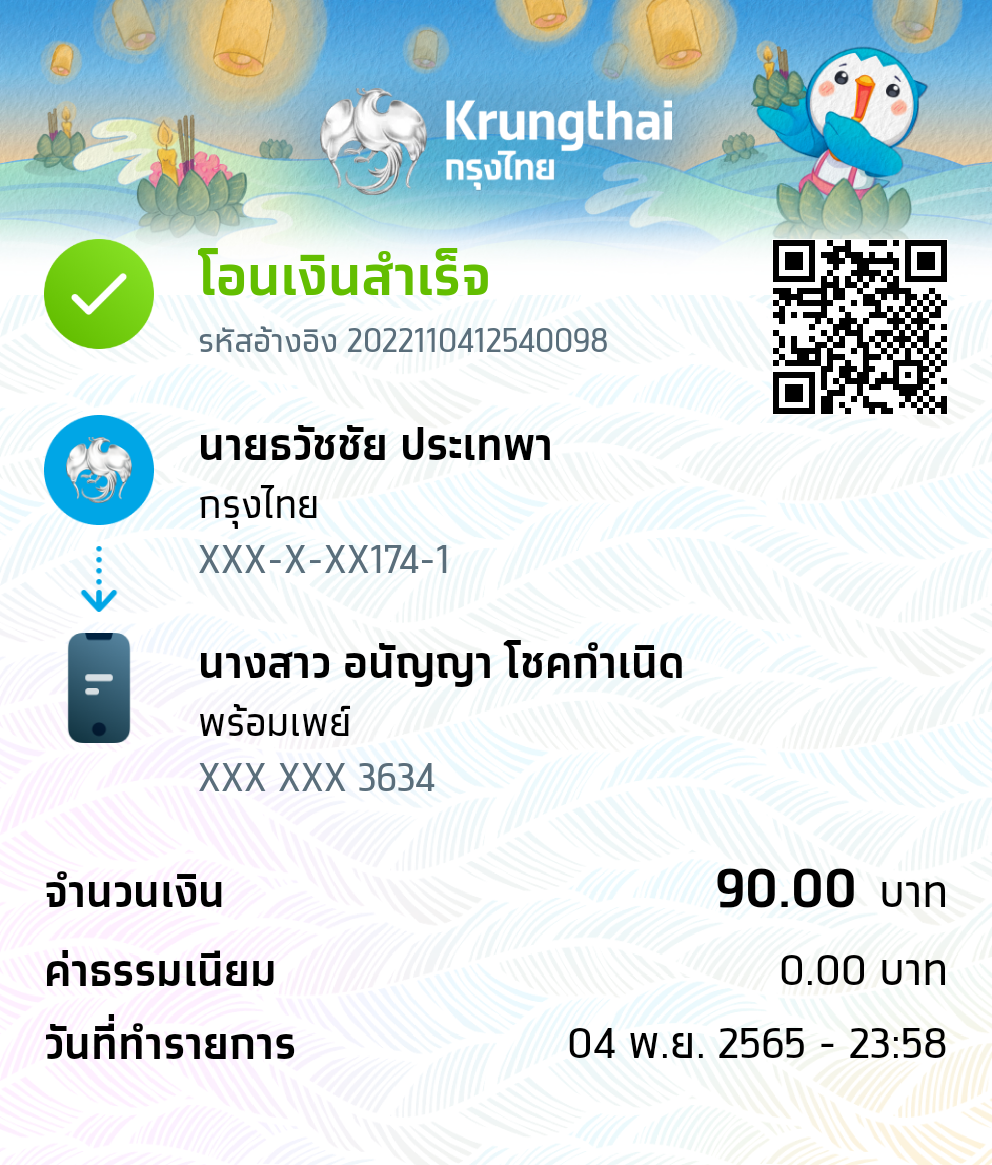 Krungthai
กรุงไทย
โอนเงินสำเร็จ
รหัสอ้างอิง 2022110412540098
นายธวัชชัย ประเทพา
กรุงไทย
XXX-X-XX174-1
นางสาว อนัญญา โชคกำเนิด
พร้อมเพย์
XXX XXX 3634
จำนวนเงิน 90.00 บาท
ค่าธรรมเนียม 0.00 บาท
วันที่ทำรายการ 04 พ.ย. 2565 - 23:58